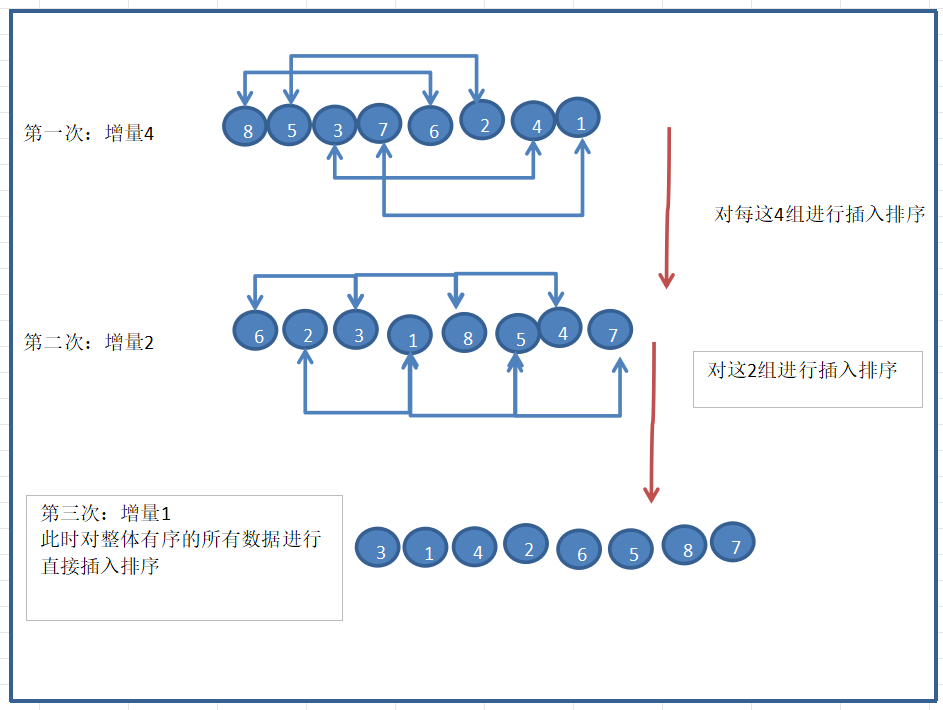 第一次：增量4
8 5 3 7 6 2 4 1
对每这4组进行插入排序
第二次：增量2
6 2 3 1 8 5 4 7
对这2组进行插入排序
第三次：增量1
此时对整体有序的所有数据进行
直接插入排序
3 1 4 2 6 5 8 7